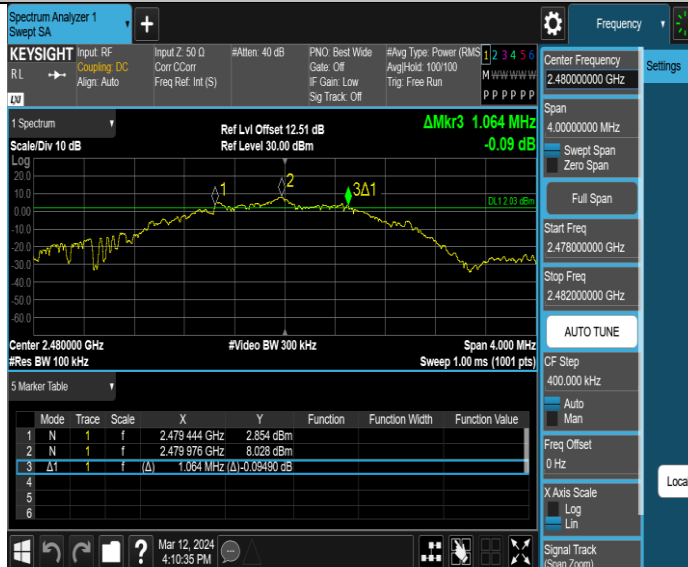 Spectrum Analyzer 1
Swept SA
+
Frequency
KEYSIGHT
RL
LXI
Input: RF
Coupling: DC
Align: Auto
Input Z: 50 Ω
Corr CCorr
Freq Ref: Int (S)
#Atten: 40 dB
PNO: Best Wide
Gate: Off
IF Gain: Low
Sig Track: Off
#Avg Type: Power (RMS
Avg|Hold: 100/100
Trig: Free Run
1 2 3 4 5 6
M W W W W W
P P P P P P
1 Spectrum
Scale/Div 10 dB
Ref Lvl Offset 12.51 dB
Ref Level 30.00 dBm
ΔMkr3 1.064 MHz
-0.09 dB
Log
20.0
10.0
0.00
-10.0
-20.0
-30.0
-40.0
-50.0
-60.0
1
2
3Δ1
DL1 2.03 dBm
Center 2.480000 GHz
#Res BW 100 kHz
#Video BW 300 kHz
Span 4.000 MHz
Sweep 1.00 ms (1001 pts)
5 Marker Table
Mode Trace Scale X Y Function Function Width Function Value
1 N 1 f 2.479 444 GHz 2.854 dBm
2 N 1 f 2.479 976 GHz 8.028 dBm
3 Δ1 1 f (Δ) 1.064 MHz (Δ) -0.09490 dB
4
5
6
Mar 12, 2024
4:10:35 PM
?
Center Frequency
2.480000000 GHz
Span
4.00000000 MHz
Swept Span
Zero Span
Full Span
Start Freq
2.478000000 GHz
Stop Freq
2.482000000 GHz
AUTO TUNE
CF Step
400.000 kHz
Auto
Man
Freq Offset
0 Hz
X Axis Scale
Log
Lin
Signal Track
(Span Zoom)
Settings
Loca